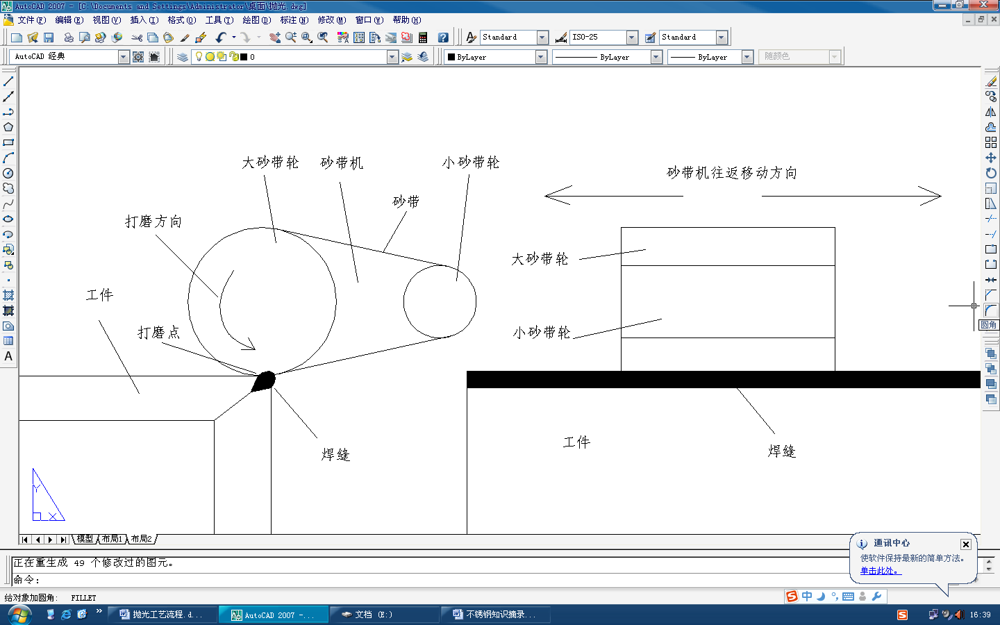 AutoCAD 2007 - [C:\Documents and Settings\Administrator\桌面\抛光.dwg]
文件(F) 编辑(E) 视图(V) 插入(I) 格式(O) 工具(T) 绘图(D) 标注(N) 修改(M) 窗口(W) 帮助(H)
Standard ISO-25 Standard
AutoCAD 经典 0 ByLayer ByLayer ByLayer 随颜色
大砂带轮 砂带机 小砂带轮
砂带机往返移动方向
砂带
打磨方向
大砂带轮
工件
打磨点
小砂带轮
焊缝
工件
焊缝
圆角
A
Y
X
模型 布局1 布局2
正在重生成 49 个修改过的图元。
命令:
通讯中心
使软件保持最新的简单方法。
单击此处。
给对象加圆角: FILLET
中
抛光工艺流程.d... AutoCAD 2007 -... 文档 (E:) 不锈钢知识摘录... 16:39